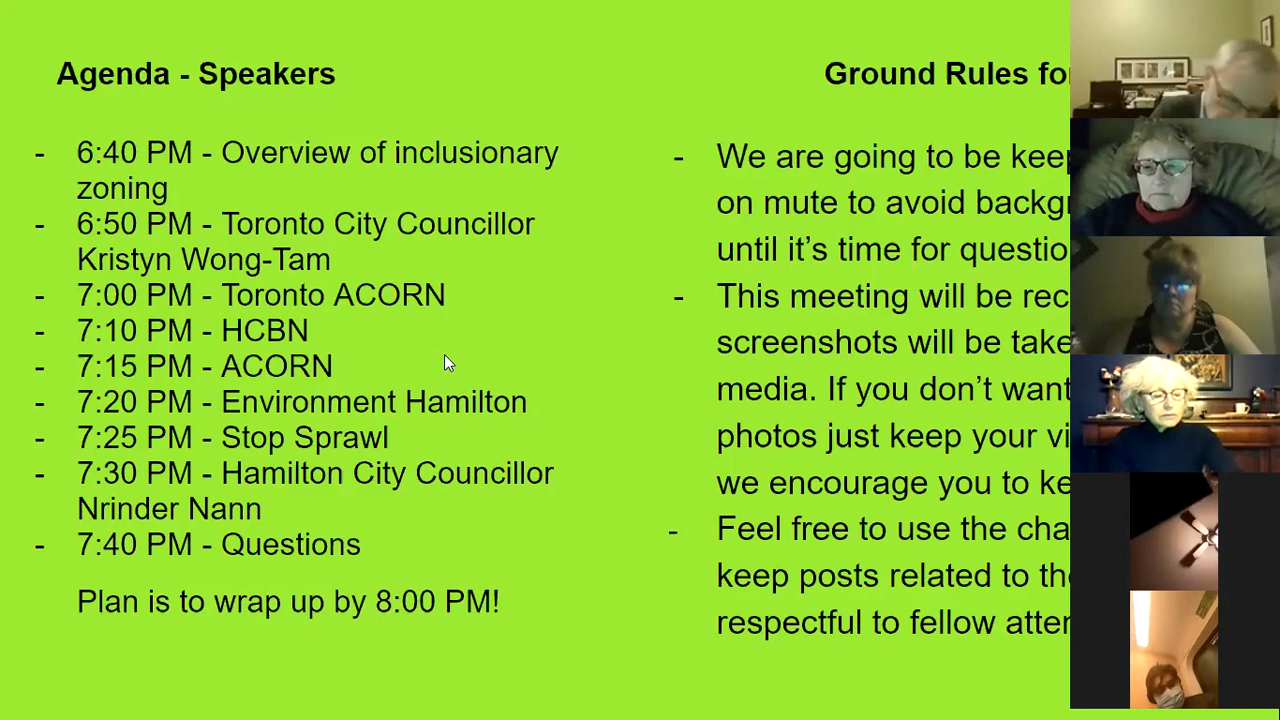 Agenda - Speakers
- 6:40 PM - Overview of inclusionary
zoning
- 6:50 PM - Toronto City Councillor
Kristyn Wong-Tam
- 7:00 PM - Toronto ACORN
- 7:10 PM - HCBN
- 7:15 PM - ACORN
- 7:20 PM - Environment Hamilton
- 7:25 PM - Stop Sprawl
- 7:30 PM - Hamilton City Councillor
Nrinder Nann
- 7:40 PM - Questions
Plan is to wrap up by 8:00 PM!
Ground Rules for
- We are going to be keep
on mute to avoid backgr
until it’s time for questio
- This meeting will be rec
screenshots will be take
media. If you don’t want
photos just keep your vi
we encourage you to ke
- Feel free to use the cha
keep posts related to the
respectful to fellow atten